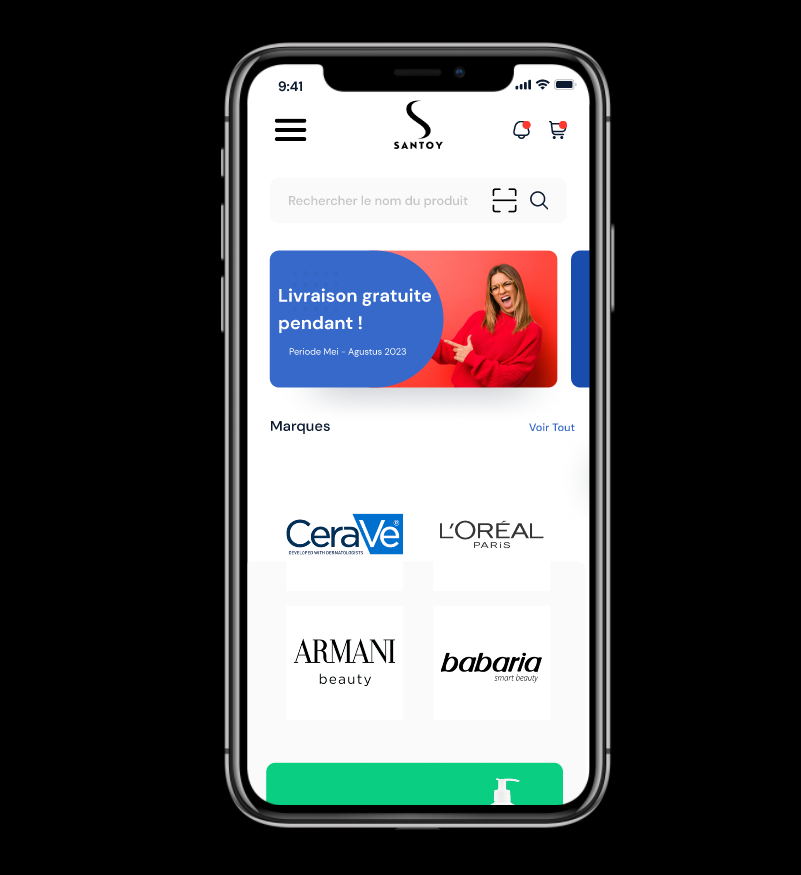 9:41
SANTOY
Rechercher le nom du produit
Livraison gratuite
pendant !
Periode Mei - Agustus 2023
Marques
Voir Tout
CeraVe®
DEVELOPED WITH DERMATOLOGISTS
L'ORÉAL
PARiS
ARMANI
beauty
babaria
smart beauty